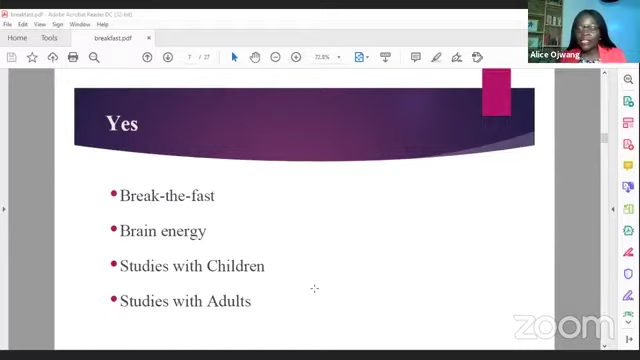 breakfast.pdf - Adobe Acrobat Reader DC (32-bit)
File Edit View Sign Window Help
Home Tools breakfast.pdf ×
7 / 27 72.8%
Alice Ojwang
Yes
• Break-the-fast
• Brain energy
• Studies with Children
• Studies with Adults
zoom